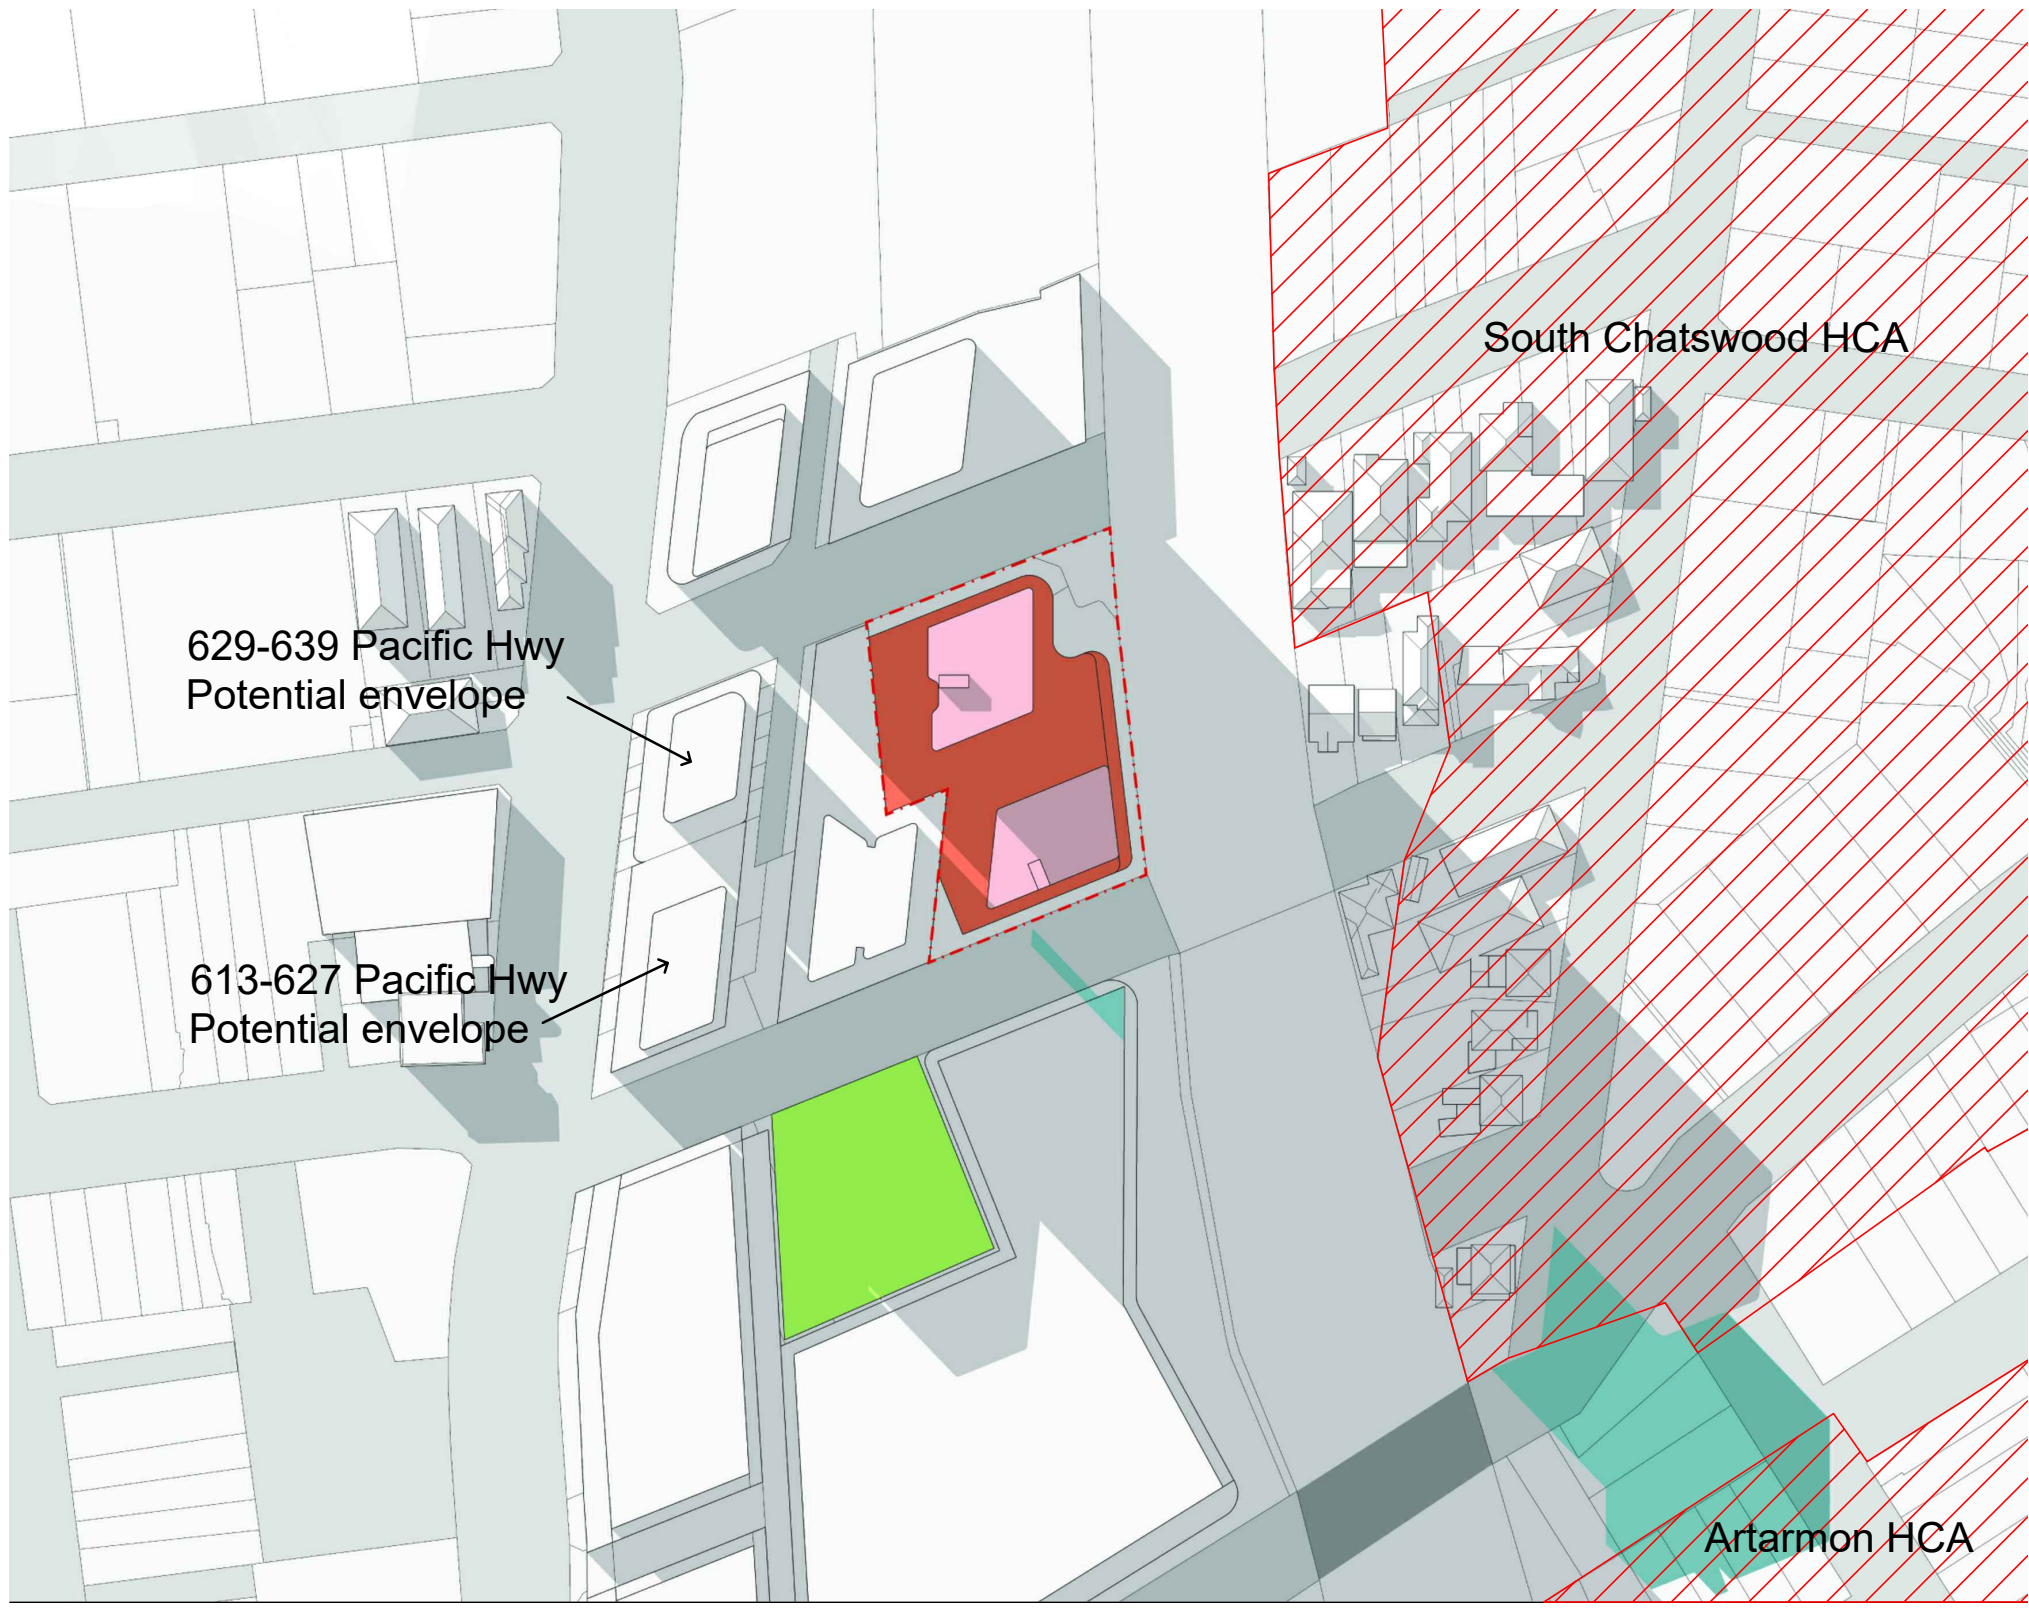 South Chatswood HCA
629-639 Pacific Hwy
Potential envelope
613-627 Pacific Hwy
Potential envelope
Artarmon HCA